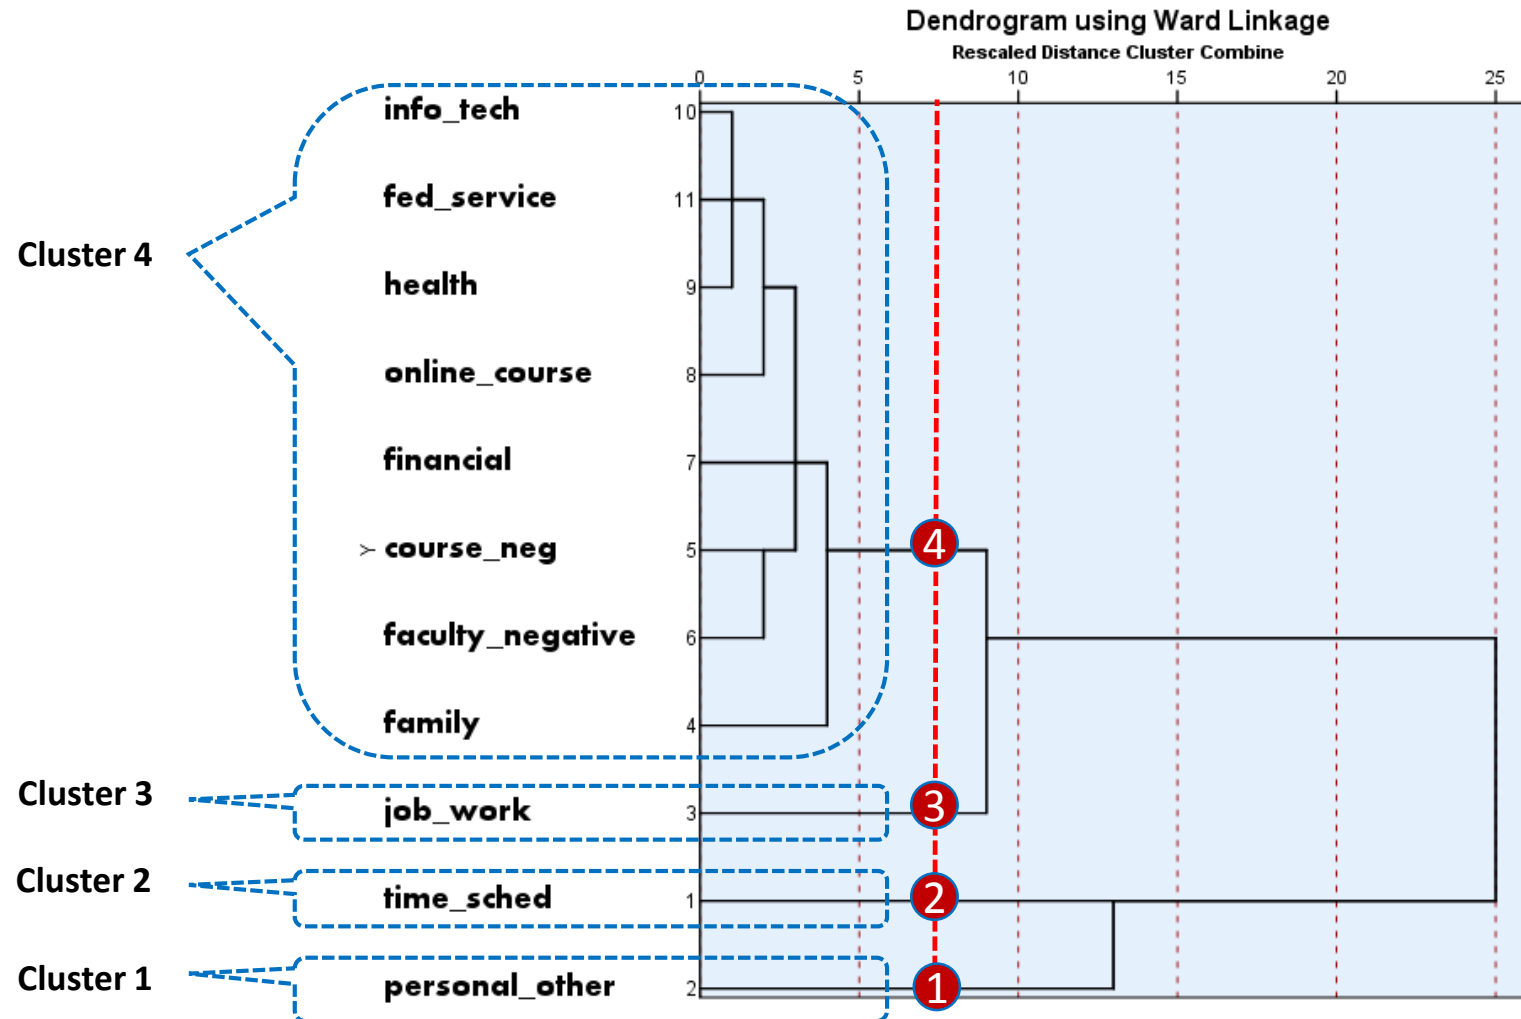 Dendrogram using Ward Linkage
Rescaled Distance Cluster Combine
0 5 10 15 20 25
info_tech 10
fed_service 11
Cluster 4
health 9
online_course 8
financial 7
course_neg 5 4
faculty_negative 6
family 4
Cluster 3
job_work 3 3
Cluster 2
time_sched 1 2
Cluster 1
personal_other 2 1